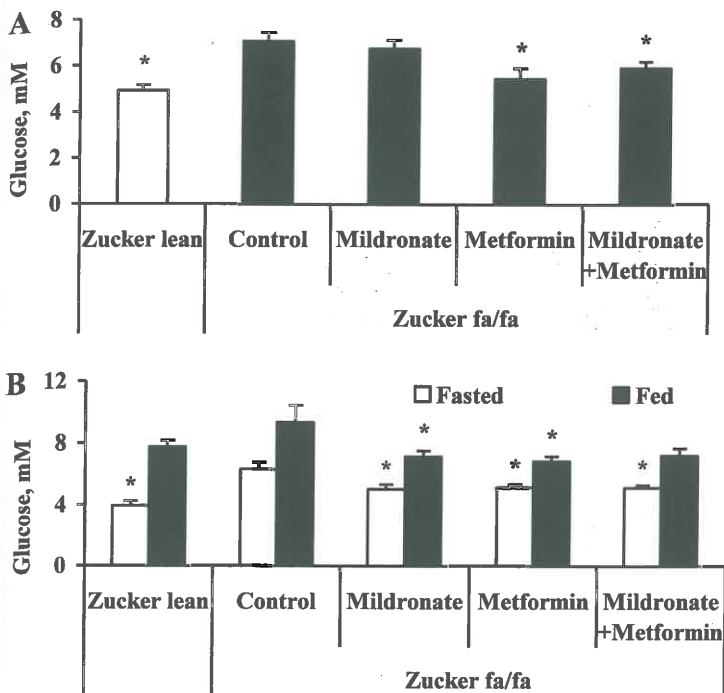 A
8
6
4
2
0
Glucose, mM
*
*
*
Zucker lean
Control
Mildronate
Metformin
Mildronate
+Metformin
Zucker fa/fa
B
12
8
4
0
Glucose, mM
Fasted
Fed
*
*
*
*
*
*
Zucker lean
Control
Mildronate
Metformin
Mildronate
+Metformin
Zucker fa/fa